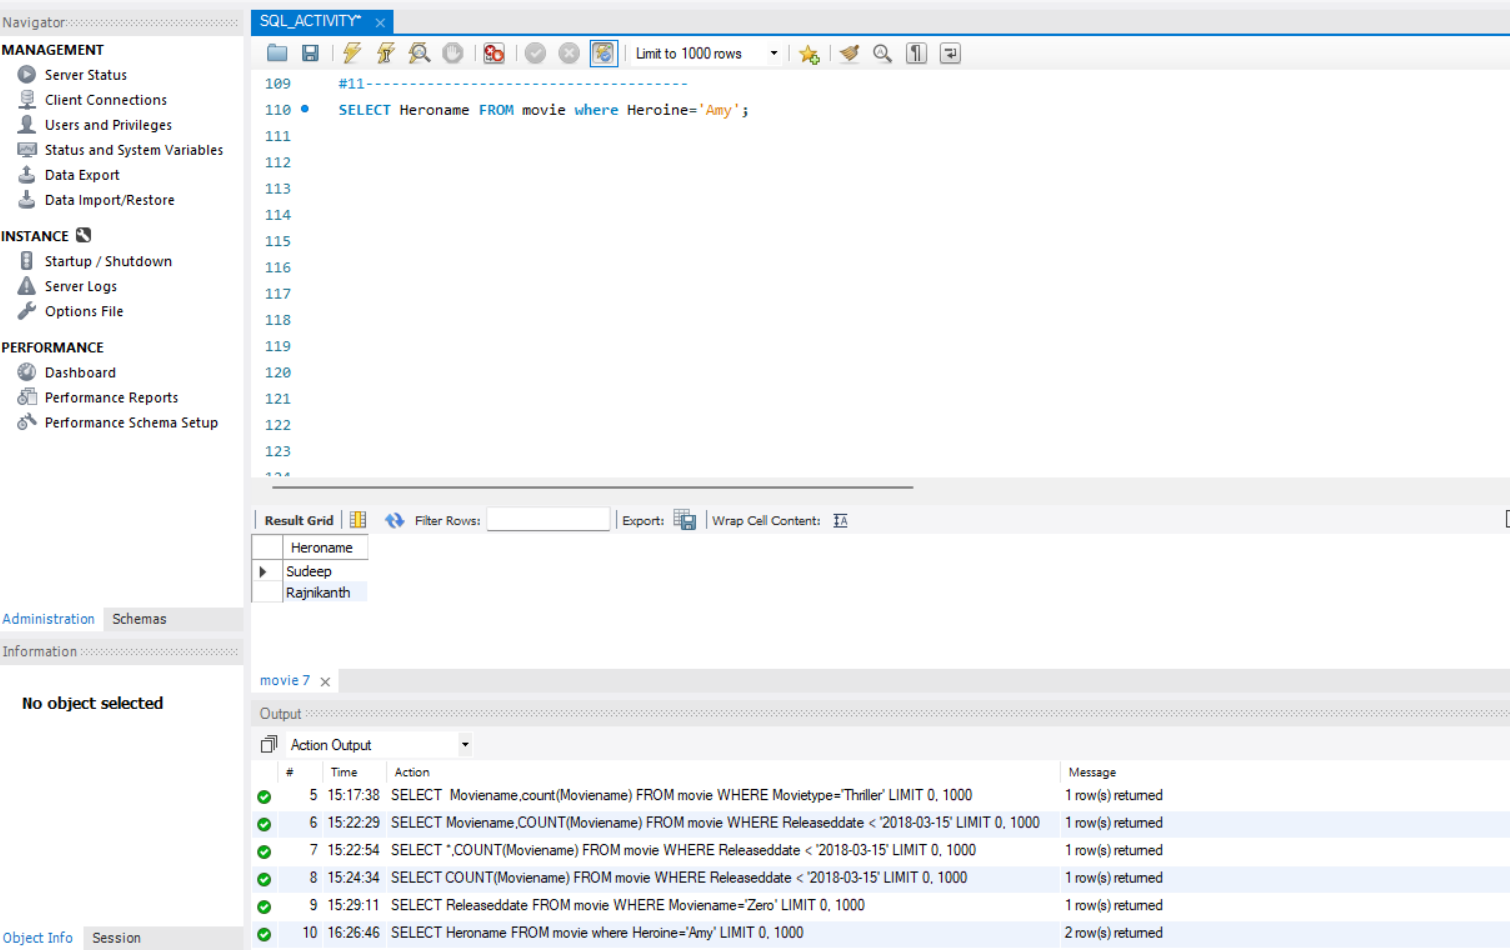 Navigator
MANAGEMENT
Server Status
Client Connections
Users and Privileges
Status and System Variables
Data Export
Data Import/Restore
INSTANCE
Startup / Shutdown
Server Logs
Options File
PERFORMANCE
Dashboard
Performance Reports
Performance Schema Setup
Administration Schemas
Information
No object selected
Object Info Session
SQL_ACTIVITY* ×
Limit to 1000 rows
109 #11-------------------------------------
110 SELECT Heroname FROM movie where Heroine='Amy';
111
112
113
114
115
116
117
118
119
120
121
122
123
124
Result Grid Filter Rows: Export: Wrap Cell Content:
Heroname
Sudeep
Rajnikanth
movie 7 ×
Output
Action Output
# Time Action Message
5 15:17:38 SELECT Moviename,count(Moviename) FROM movie WHERE Movietype='Thriller' LIMIT 0, 1000 1 row(s) returned
6 15:22:29 SELECT Moviename,COUNT(Moviename) FROM movie WHERE Releaseddate < '2018-03-15' LIMIT 0, 1000 1 row(s) returned
7 15:22:54 SELECT *,COUNT(Moviename) FROM movie WHERE Releaseddate < '2018-03-15' LIMIT 0, 1000 1 row(s) returned
8 15:24:34 SELECT COUNT(Moviename) FROM movie WHERE Releaseddate < '2018-03-15' LIMIT 0, 1000 1 row(s) returned
9 15:29:11 SELECT Releaseddate FROM movie WHERE Moviename='Zero' LIMIT 0, 1000 1 row(s) returned
10 16:26:46 SELECT Heroname FROM movie where Heroine='Amy' LIMIT 0, 1000 2 row(s) returned